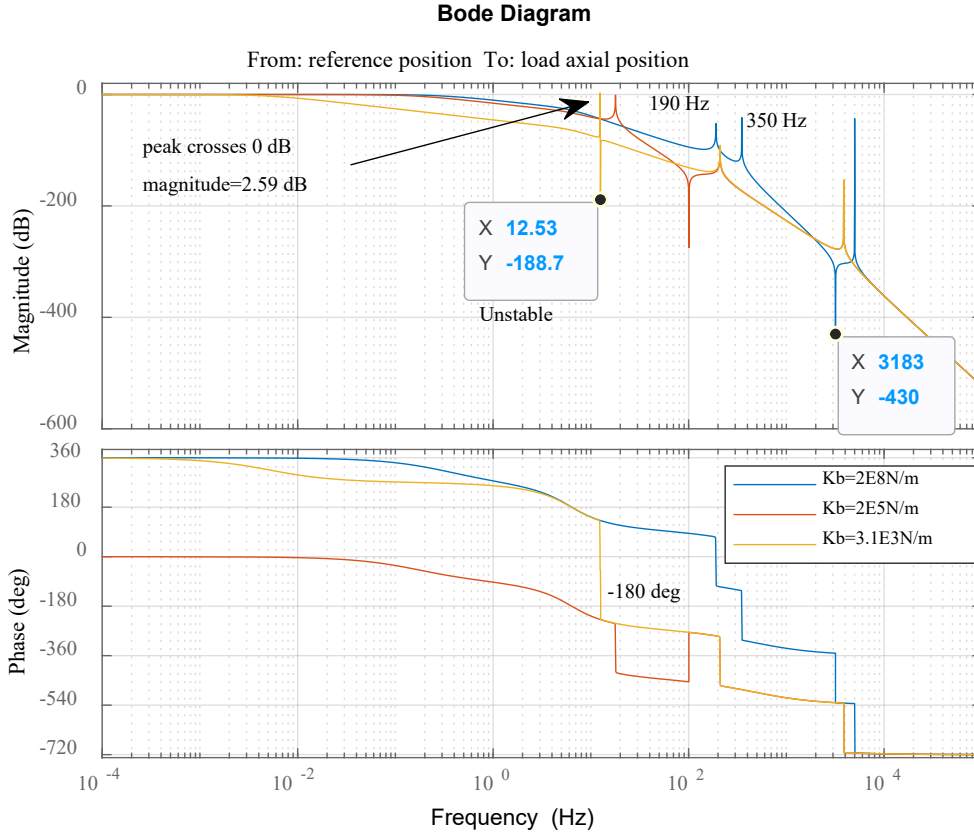 Bode Diagram
From: reference position To: load axial position
0
-200
-400
-600
Magnitude (dB)
190 Hz
350 Hz
peak crosses 0 dB
magnitude=2.59 dB
X 12.53
Y -188.7
Unstable
X 3183
Y -430
360
180
0
-180
-360
-540
-720
Phase (deg)
Kb=2E8N/m
Kb=2E5N/m
Kb=3.1E3N/m
-180 deg
10 -4
10 -2
10 0
10 2
10 4
Frequency (Hz)